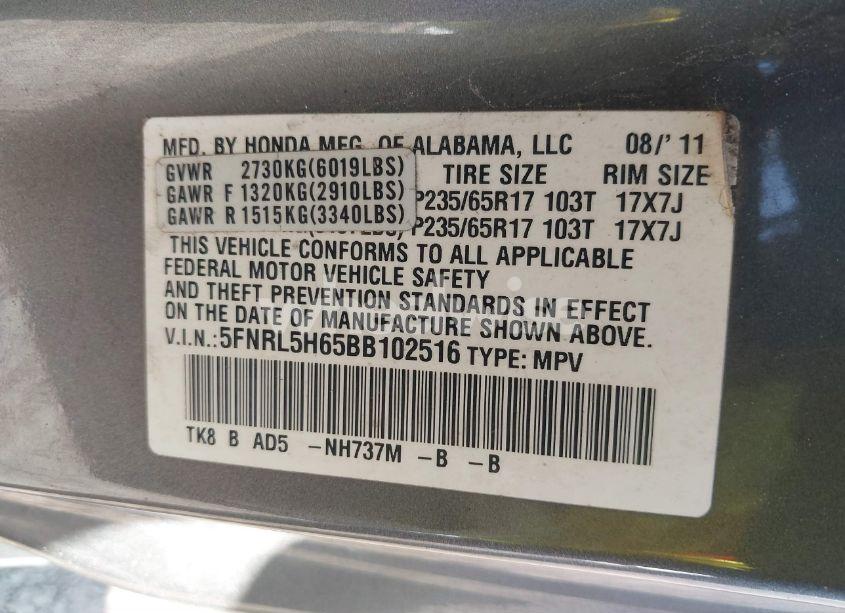 MFD. BY HONDA MFG. OF ALABAMA, LLC 08/'11
GVWR 2730KG(6019LBS) TIRE SIZE RIM SIZE
GAWR F 1320KG(2910LBS) P235/65R17 103T 17X7J
GAWR R 1515KG(3340LBS) P235/65R17 103T 17X7J
THIS VEHICLE CONFORMS TO ALL APPLICABLE
FEDERAL MOTOR VEHICLE SAFETY
AND THEFT PREVENTION STANDARDS IN EFFECT
ON THE DATE OF MANUFACTURE SHOWN ABOVE.
V.I.N.:5FNRL5H65BB102516 TYPE: MPV
TK8 B AD5 -NH737M -B -B